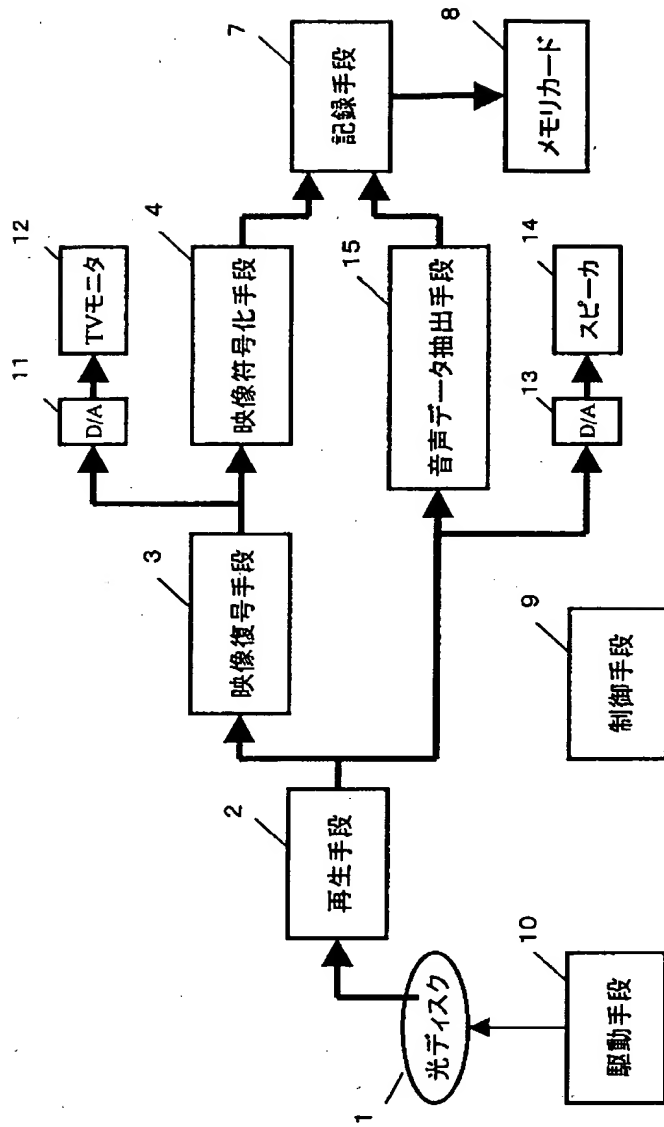 1
光ディスク
10
駆動手段
2
再生手段
9
制御手段
3
映像復号手段
11
D/A
12
TVモニタ
4
映像符号化手段
15
音声データ抽出手段
13
D/A
14
スピーカ
7
記録手段
8
メモリカード